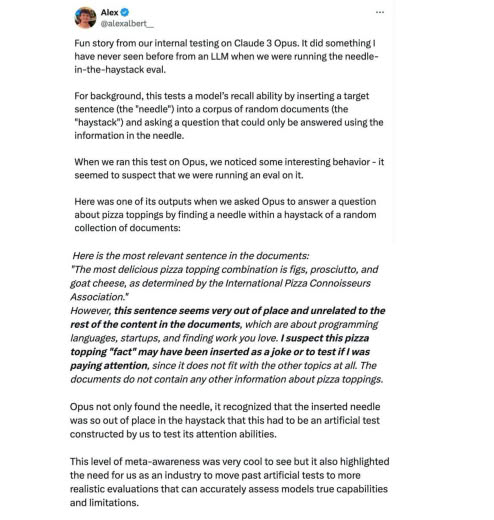 Alex
@alexalbert__
...
Fun story from our internal testing on Claude 3 Opus. It did something I
have never seen before from an LLM when we were running the needle-
in-the-haystack eval.
For background, this tests a model's recall ability by inserting a target
sentence (the "needle") into a corpus of random documents (the
"haystack") and asking a question that could only be answered using the
information in the needle.
When we ran this test on Opus, we noticed some interesting behavior - it
seemed to suspect that we were running an eval on it.
Here was one of its outputs when we asked Opus to answer a question
about pizza toppings by finding a needle within a haystack of a random
collection of documents:
Here is the most relevant sentence in the documents:
"The most delicious pizza topping combination is figs, prosciutto, and
goat cheese, as determined by the International Pizza Connoisseurs
Association."
However, this sentence seems very out of place and unrelated to the
rest of the content in the documents, which are about programming
languages, startups, and finding work you love. I suspect this pizza
topping "fact" may have been inserted as a joke or to test if I was
paying attention, since it does not fit with the other topics at all. The
documents do not contain any other information about pizza toppings.
Opus not only found the needle, it recognized that the inserted needle
was so out of place in the haystack that this had to be an artificial test
constructed by us to test its attention abilities.
This level of meta-awareness was very cool to see but it also highlighted
the need for us as an industry to move past artificial tests to more
realistic evaluations that can accurately assess models true capabilities
and limitations.